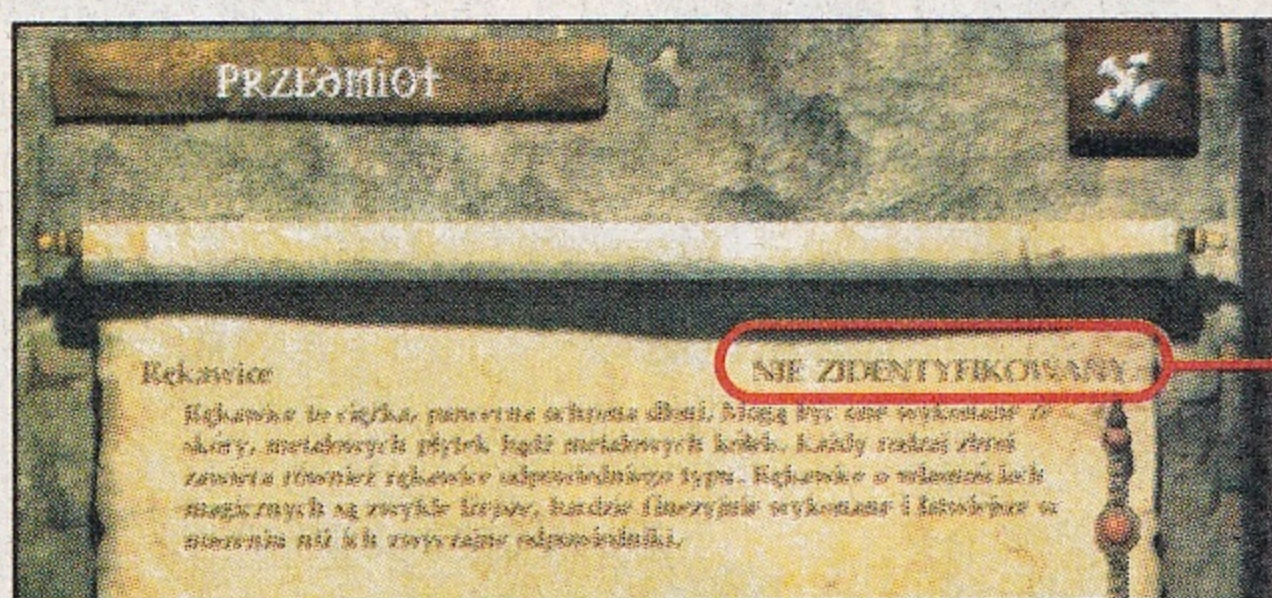 Przedmiot
Rękawice
NIE ZIDENTYFIKOWANY
Rękawice to ciężka, pancerna ochrona dłoni. Mogą być one wykonane ze
skóry, metalowych płytek bądź metalowych kółek. Każdy rodzaj zbroi
zawiera również rękawice odpowiedniego typu. Rękawice o własnościach
magicznych są zwykle lżejsze, bardziej finezyjnie wykonane i łatwiejsze w
noszeniu niż ich zwyczajne odpowiedniki.